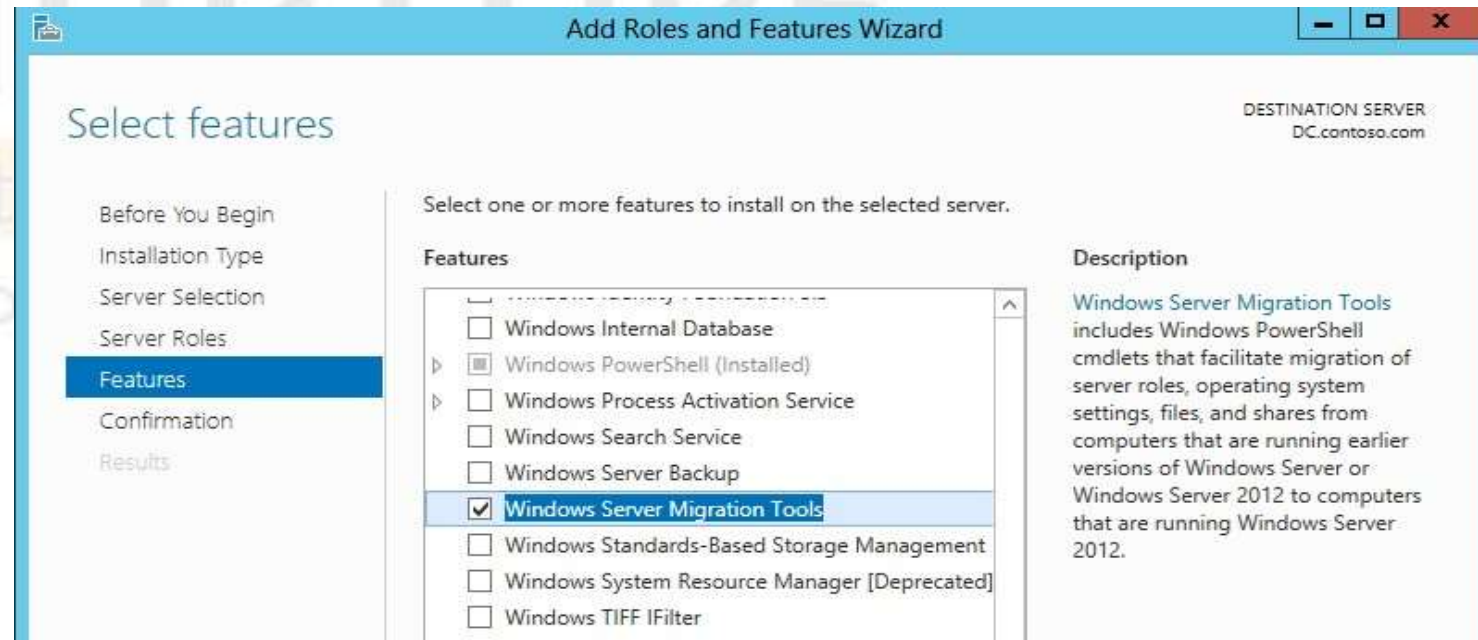 Add Roles and Features Wizard
Select features
DESTINATION SERVER
DC.contoso.com
Before You Begin
Installation Type
Server Selection
Server Roles
Features
Confirmation
Results
Select one or more features to install on the selected server.
Features
Windows Internal Database
Windows PowerShell (Installed)
Windows Process Activation Service
Windows Search Service
Windows Server Backup
Windows Server Migration Tools
Windows Standards-Based Storage Management
Windows System Resource Manager [Deprecated]
Windows TIFF IFilter
Description
Windows Server Migration Tools
includes Windows PowerShell
cmdlets that facilitate migration of
server roles, operating system
settings, files, and shares from
computers that are running earlier
versions of Windows Server or
Windows Server 2012 to computers
that are running Windows Server
2012.